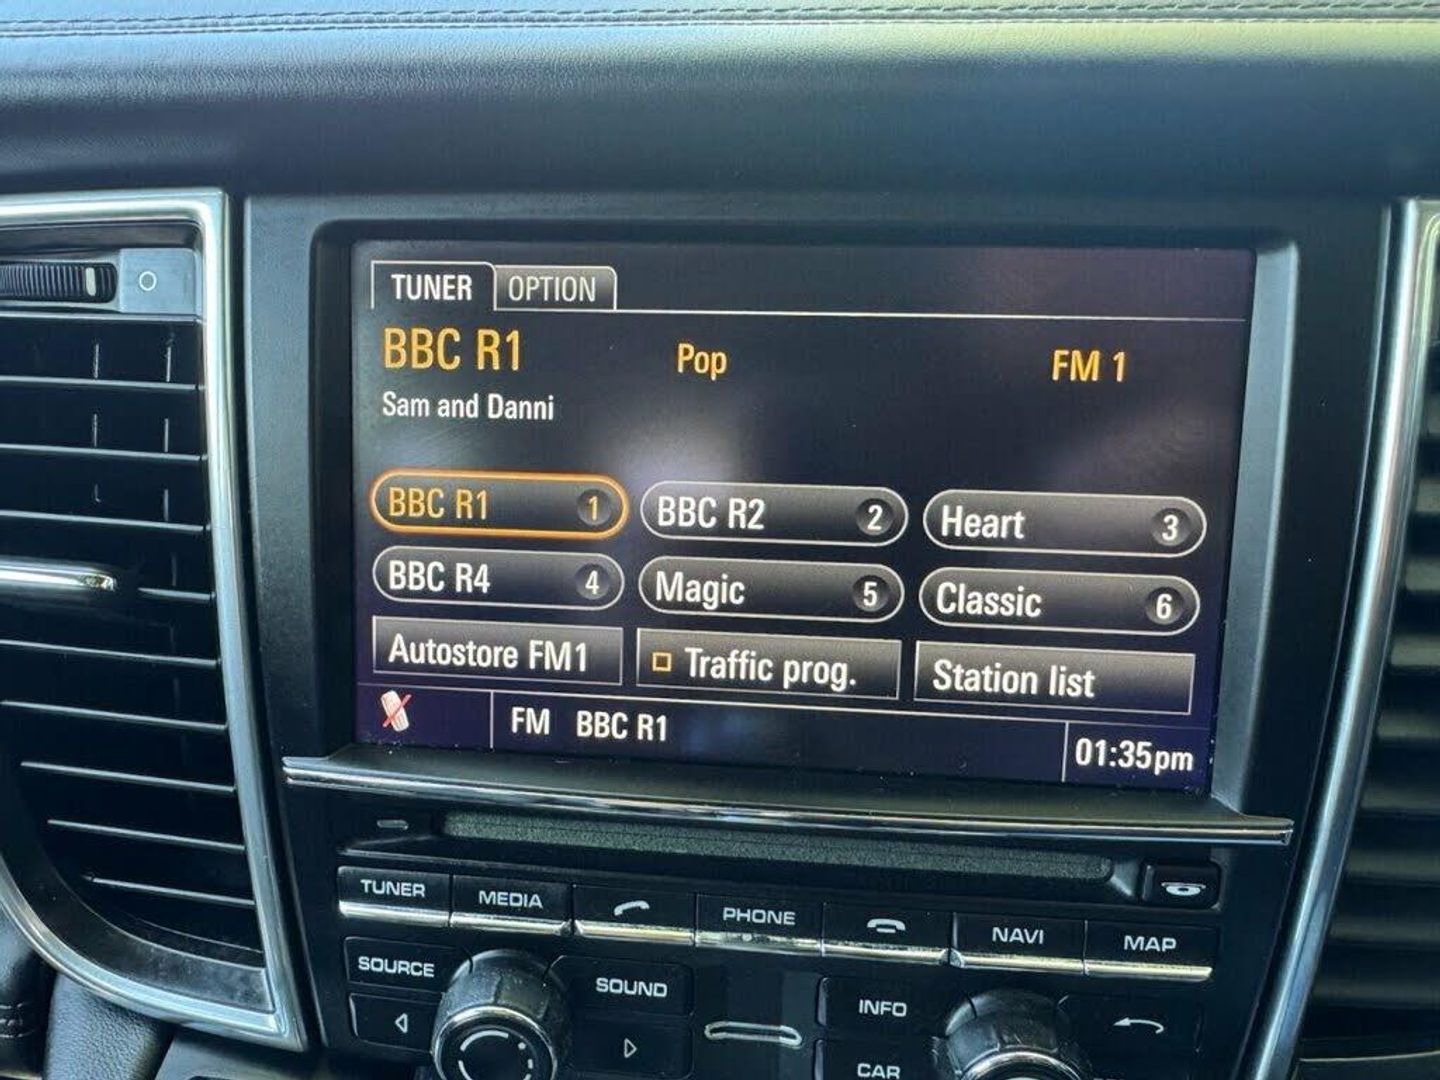 TUNER OPTION
BBC R1 Pop FM 1
Sam and Danni
BBC R1 1 BBC R2 2 Heart 3
BBC R4 4 Magic 5 Classic 6
Autostore FM1 Traffic prog. Station list
FM BBC R1 01:35pm
TUNER MEDIA PHONE NAVI MAP
SOURCE SOUND INFO
CAR